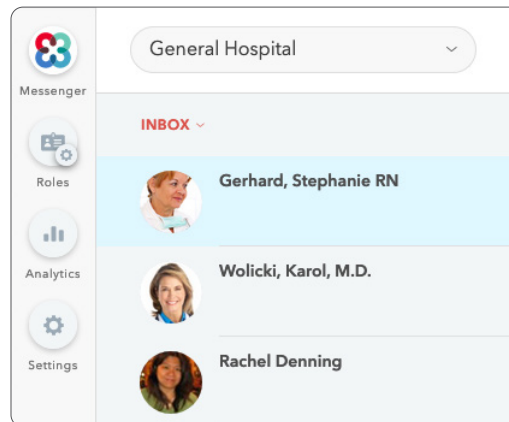 General Hospital
Messenger
INBOX
Roles
Gerhard, Stephanie RN
Analytics
Wolicki, Karol, M.D.
Settings
Rachel Denning